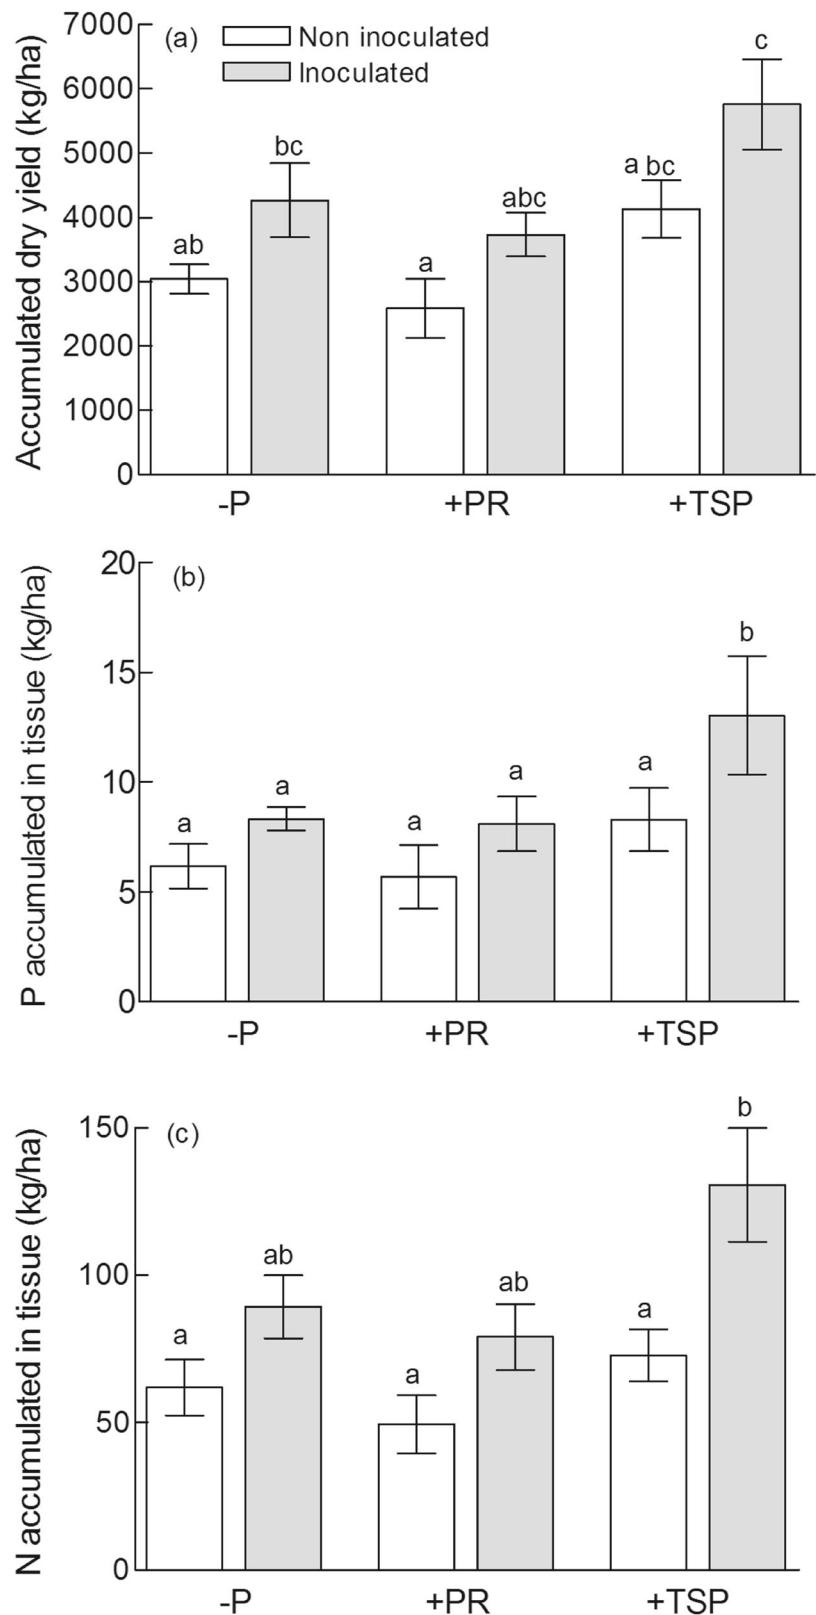 Accumulated dry yield (kg/ha)
7000
6000
5000
4000
3000
2000
1000
0
(a)
Non inoculated
Inoculated
ab
bc
a
abc
a bc
c
-P +PR +TSP
P accumulated in tissue (kg/ha)
20
15
10
5
0
(b)
a
a
a
a
a
b
-P +PR +TSP
N accumulated in tissue (kg/ha)
150
100
50
0
(c)
a
ab
a
ab
a
b
-P +PR +TSP